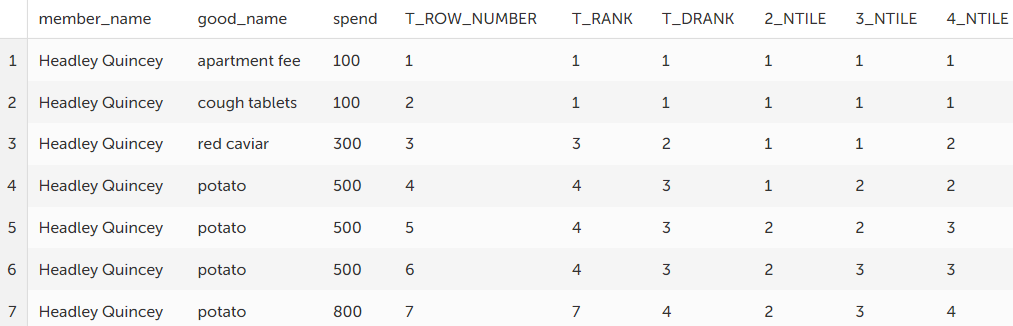 member_name good_name spend T_ROW_NUMBER T_RANK T_DRANK 2_NTILE 3_NTILE 4_NTILE
1 Headley Quincey apartment fee 100 1 1 1 1 1 1
2 Headley Quincey cough tablets 100 2 1 1 1 1 1
3 Headley Quincey red caviar 300 3 3 2 1 1 2
4 Headley Quincey potato 500 4 4 3 1 2 2
5 Headley Quincey potato 500 5 4 3 2 2 3
6 Headley Quincey potato 500 6 4 3 2 3 3
7 Headley Quincey potato 800 7 7 4 2 3 4